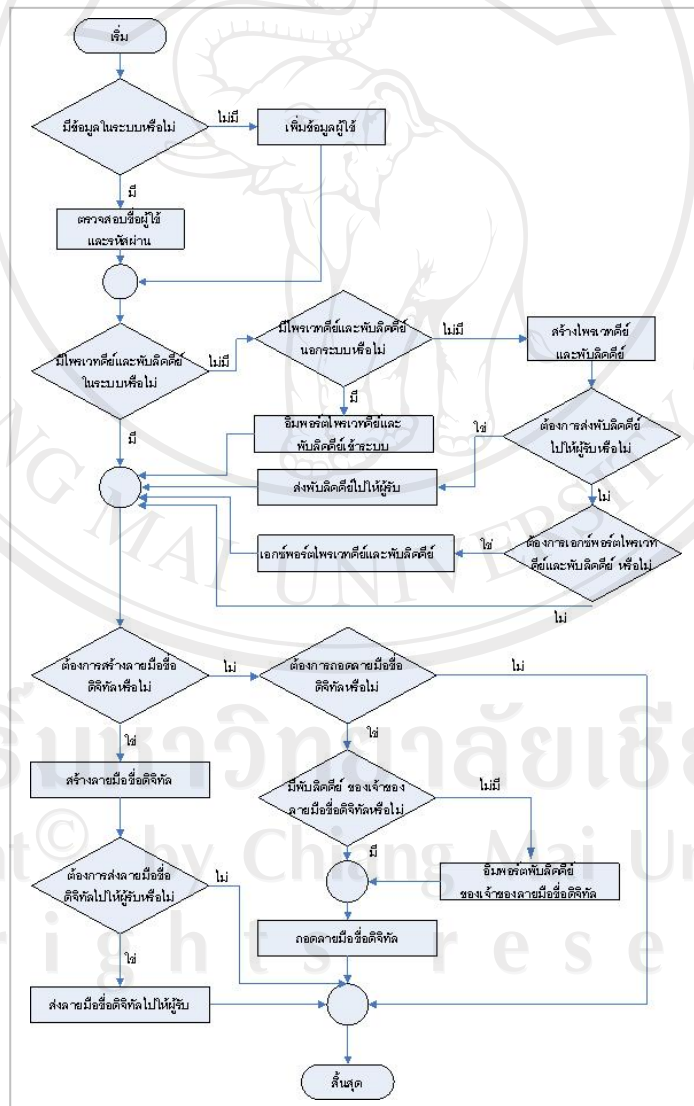 เริ่ม
มีข้อมูลในระบบหรือไม่
ไม่มี
เพิ่มข้อมูลผู้ใช้
มี
ตรวจสอบชื่อผู้ใช้
และรหัสผ่าน
มีไพรเวทคีย์และพับลิคคีย์
ในระบบหรือไม่
ไม่มี
มีไพรเวทคีย์และพับลิคคีย์
นอกระบบหรือไม่
ไม่มี
สร้างไพรเวทคีย์
และพับลิคคีย์
มี
มี
อิมพอร์ตไพรเวทคีย์และ
พับลิคคีย์เข้าระบบ
ใช่
ต้องการส่งพับลิคคีย์
ไปให้ผู้รับหรือไม่
ส่งพับลิคคีย์ไปให้ผู้รับ
ไม่
เอกซ์พอร์ตไพรเวทคีย์และพับลิคคีย์
ใช่
ต้องการเอกซ์พอร์ตไพรเวท
คีย์และพับลิคคีย์ หรือไม่
ไม่
MAI UNIVERSITY
ต้องการสร้างลายมือชื่อ
ดิจิทัลหรือไม่
ไม่
ต้องการถอดลายมือชื่อ
ดิจิทัลหรือไม่
ไม่
ใช่
ใช่
สร้างลายมือชื่อดิจิทัล
มีพับลิคคีย์ ของเจ้าของ
ลายมือชื่อดิจิทัลหรือไม่
ไม่มี
มี
ต้องการส่งลายมือชื่อ
ดิจิทัลไปให้ผู้รับหรือไม่
ไม่
อิมพอร์ตพับลิคคีย์
ของเจ้าของลายมือชื่อดิจิทัล
ถอดลายมือชื่อดิจิทัล
ใช่
ส่งลายมือชื่อดิจิทัลไปให้ผู้รับ
สิ้นสุด
© by Chiang Mai Un
rights rese